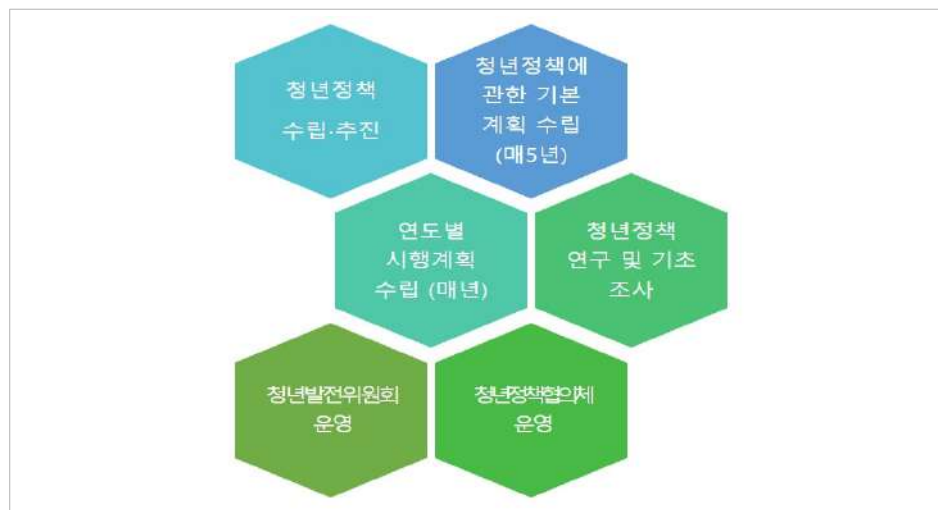 청년정책
수립·추진
청년정책에
관한 기본
계획 수립
(매5년)
연도별
시행계획
수립 (매년)
청년정책
연구 및 기초
조사
청년발전위원회
운영
청년정책협의체
운영